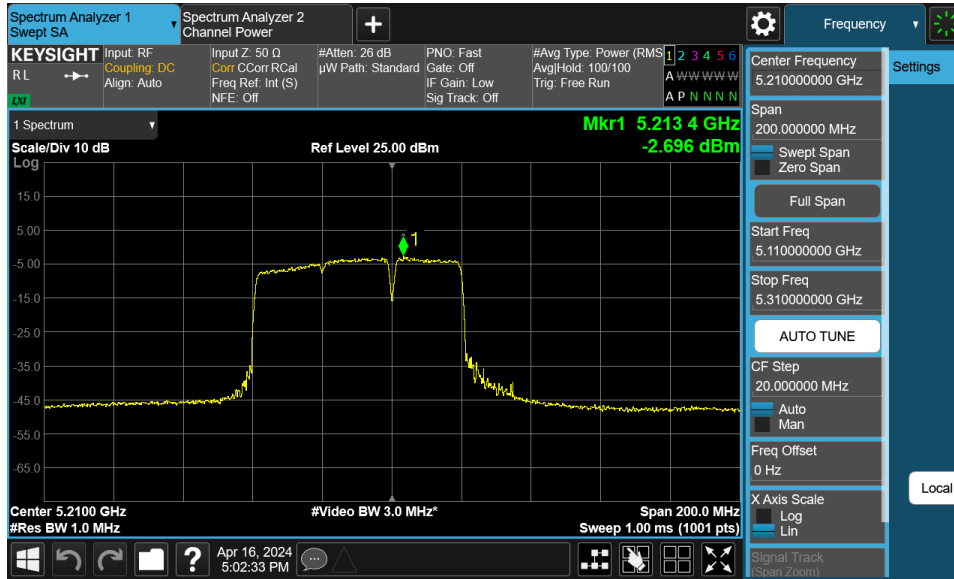 Spectrum Analyzer 1
Swept SA
Spectrum Analyzer 2
Channel Power
Frequency
KEYSIGHT
R L
LXI
Input: RF
Coupling: DC
Align: Auto
Input Z: 50 Ω
Corr CCorr RCal
Freq Ref: Int (S)
NFE: Off
#Atten: 26 dB
µW Path: Standard
PNO: Fast
Gate: Off
IF Gain: Low
Sig Track: Off
#Avg Type: Power (RMS
Avg|Hold: 100/100
Trig: Free Run
1 2 3 4 5 6
A W W W W W
A P N N N N
1 Spectrum
Mkr1 5.213 4 GHz
Scale/Div 10 dB
Ref Level 25.00 dBm
-2.696 dBm
Log
15.0
5.00
1
-5.00
-15.0
-25.0
-35.0
-45.0
-55.0
-65.0
Center 5.2100 GHz
#Video BW 3.0 MHz*
Span 200.0 MHz
#Res BW 1.0 MHz
Sweep 1.00 ms (1001 pts)
Center Frequency
5.210000000 GHz
Settings
Span
200.000000 MHz
Swept Span
Zero Span
Full Span
Start Freq
5.110000000 GHz
Stop Freq
5.310000000 GHz
AUTO TUNE
CF Step
20.000000 MHz
Auto
Man
Freq Offset
0 Hz
X Axis Scale
Log
Lin
Local
Signal Track
(Span Zoom)
?
Apr 16, 2024
5:02:33 PM